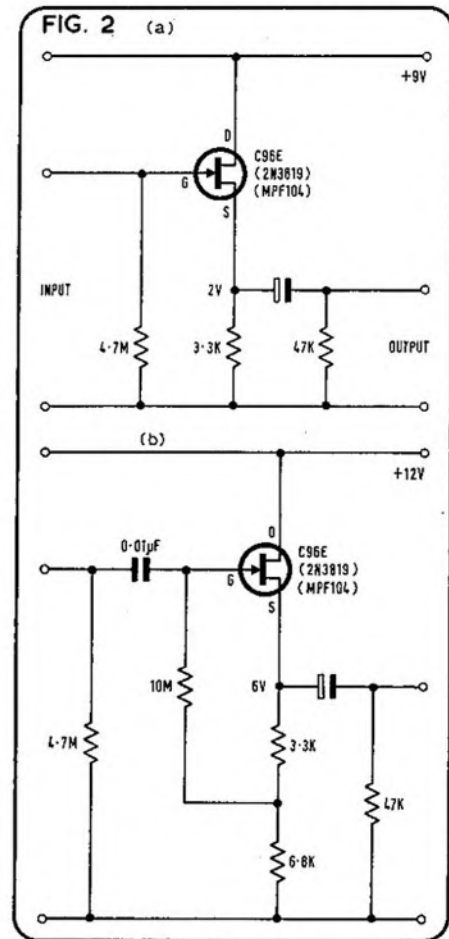 FIG. 2 (a)
+9V
D
C96E
(2N3819)
(MPF104)
G
S
INPUT
2V
4·7M
3·3K
47K
OUTPUT
(b)
+12V
D
0·01µF
C96E
(2N3819)
(MPF104)
G
S
10M
6V
4·7M
3·3K
47K
6·8K